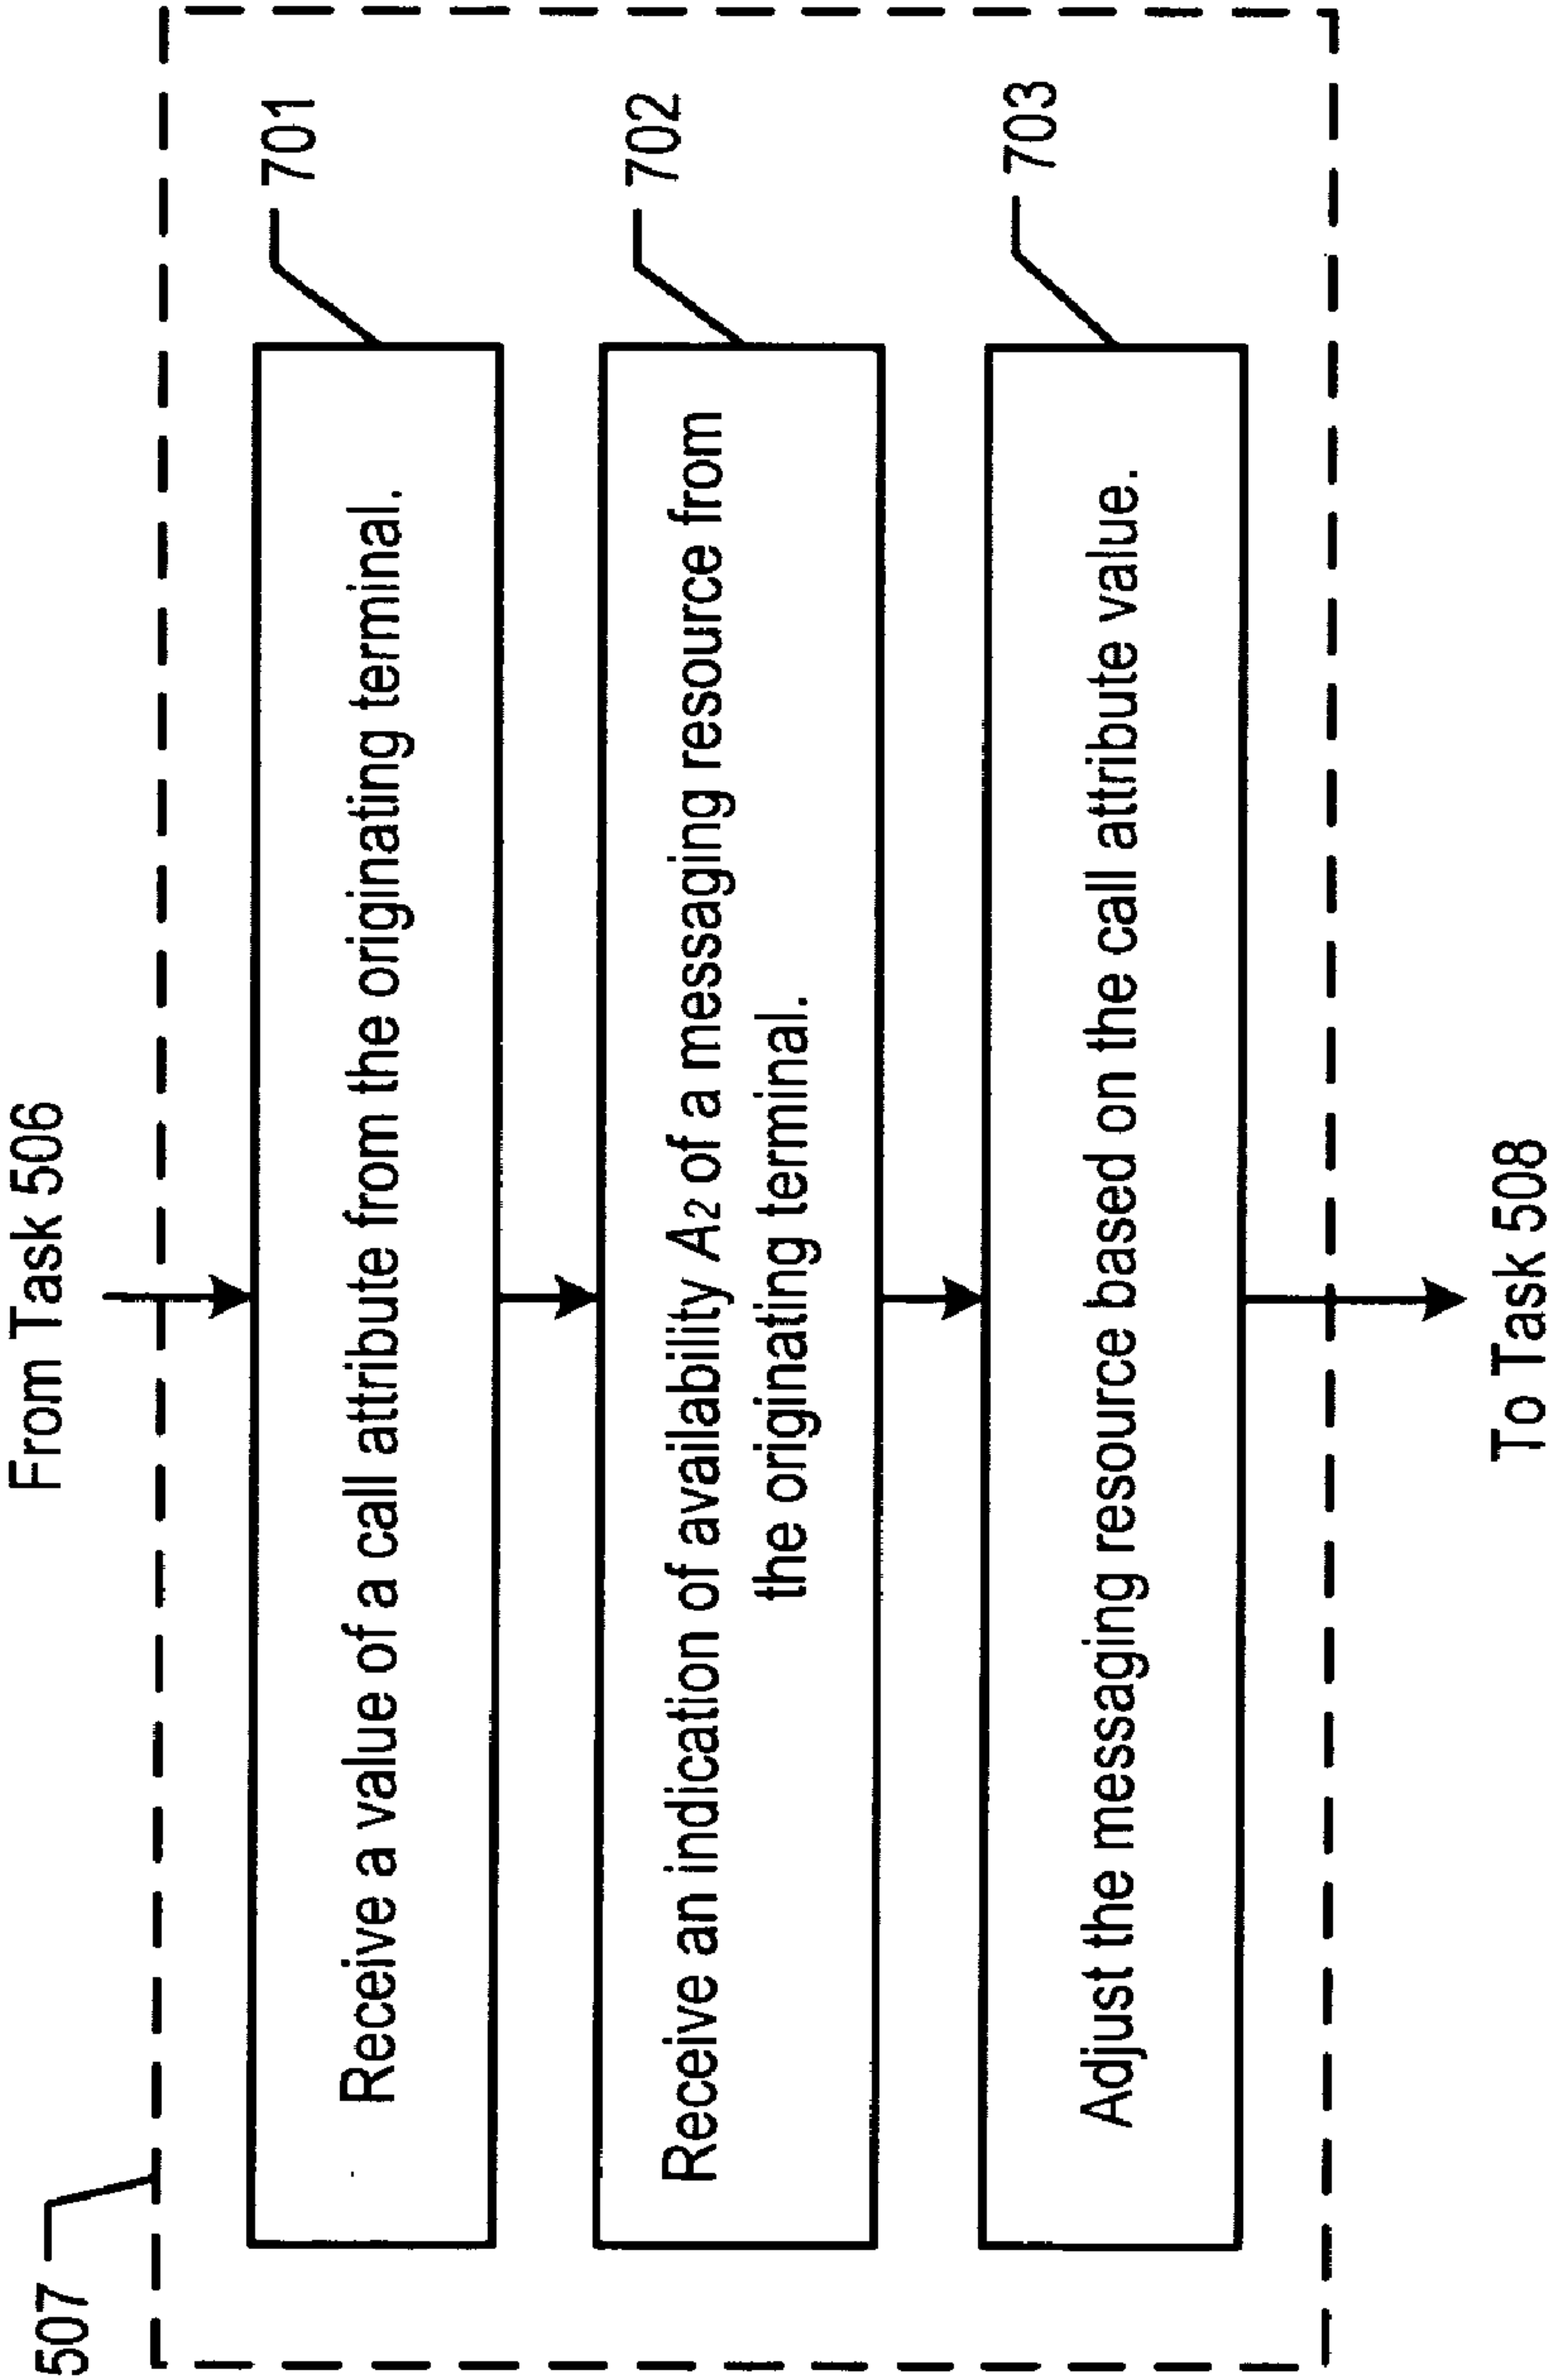 From Task 506
507
701
Receive a value of a call attribute from the originating terminal.
702
Receive an indication of availability A2 of a messaging resource from
the originating terminal.
703
Adjust the messaging resource based on the call attribute value.
To Task 508